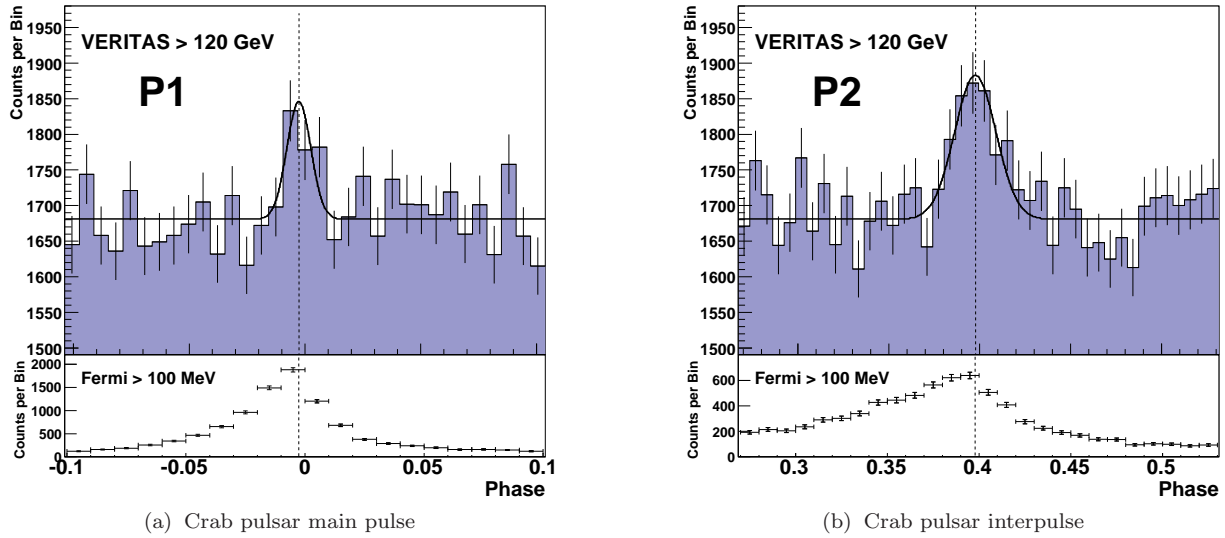 Counts per Bin
1950
1900
1850
1800
1750
1700
1650
1600
1550
1500
VERITAS > 120 GeV
P1
Counts per Bin
2000
1500
1000
500
0
Fermi > 100 MeV
-0.1 -0.05 0 0.05 0.1
Phase
(a) Crab pulsar main pulse
Counts per Bin
1950
1900
1850
1800
1750
1700
1650
1600
1550
1500
VERITAS > 120 GeV
P2
Counts per Bin
600
400
200
0
Fermi > 100 MeV
0.3 0.35 0.4 0.45 0.5
Phase
(b) Crab pulsar interpulse